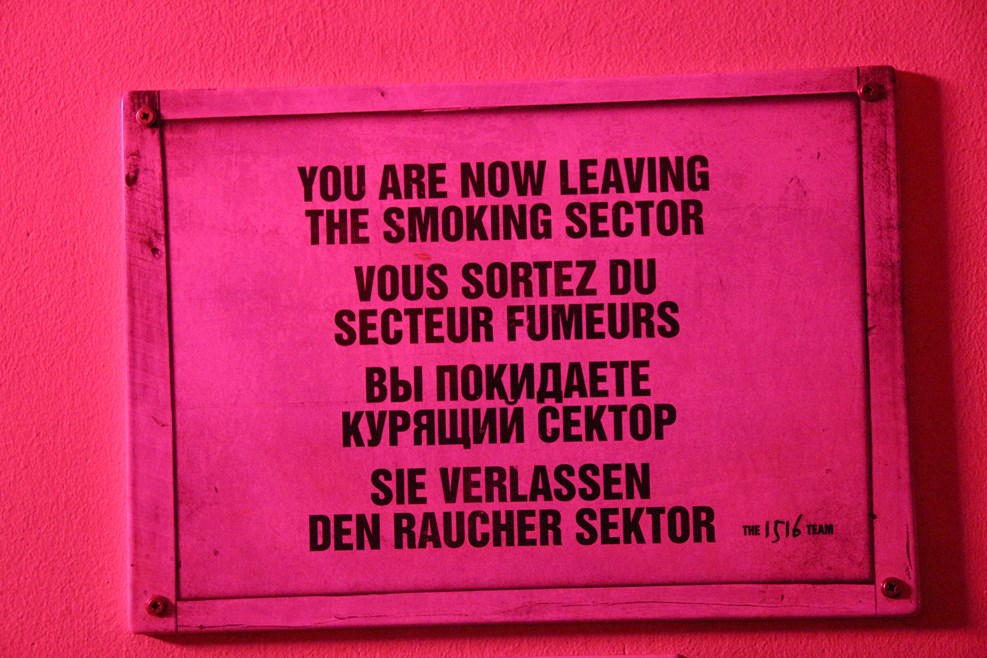 YOU ARE NOW LEAVING
THE SMOKING SECTOR
VOUS SORTEZ DU
SECTEUR FUMEURS
ВЫ ПОКИДАЕТЕ
КУРЯЩИЙ СЕКТОР
SIE VERLASSEN
DEN RAUCHER SEKTOR
THE 1516 TEAM